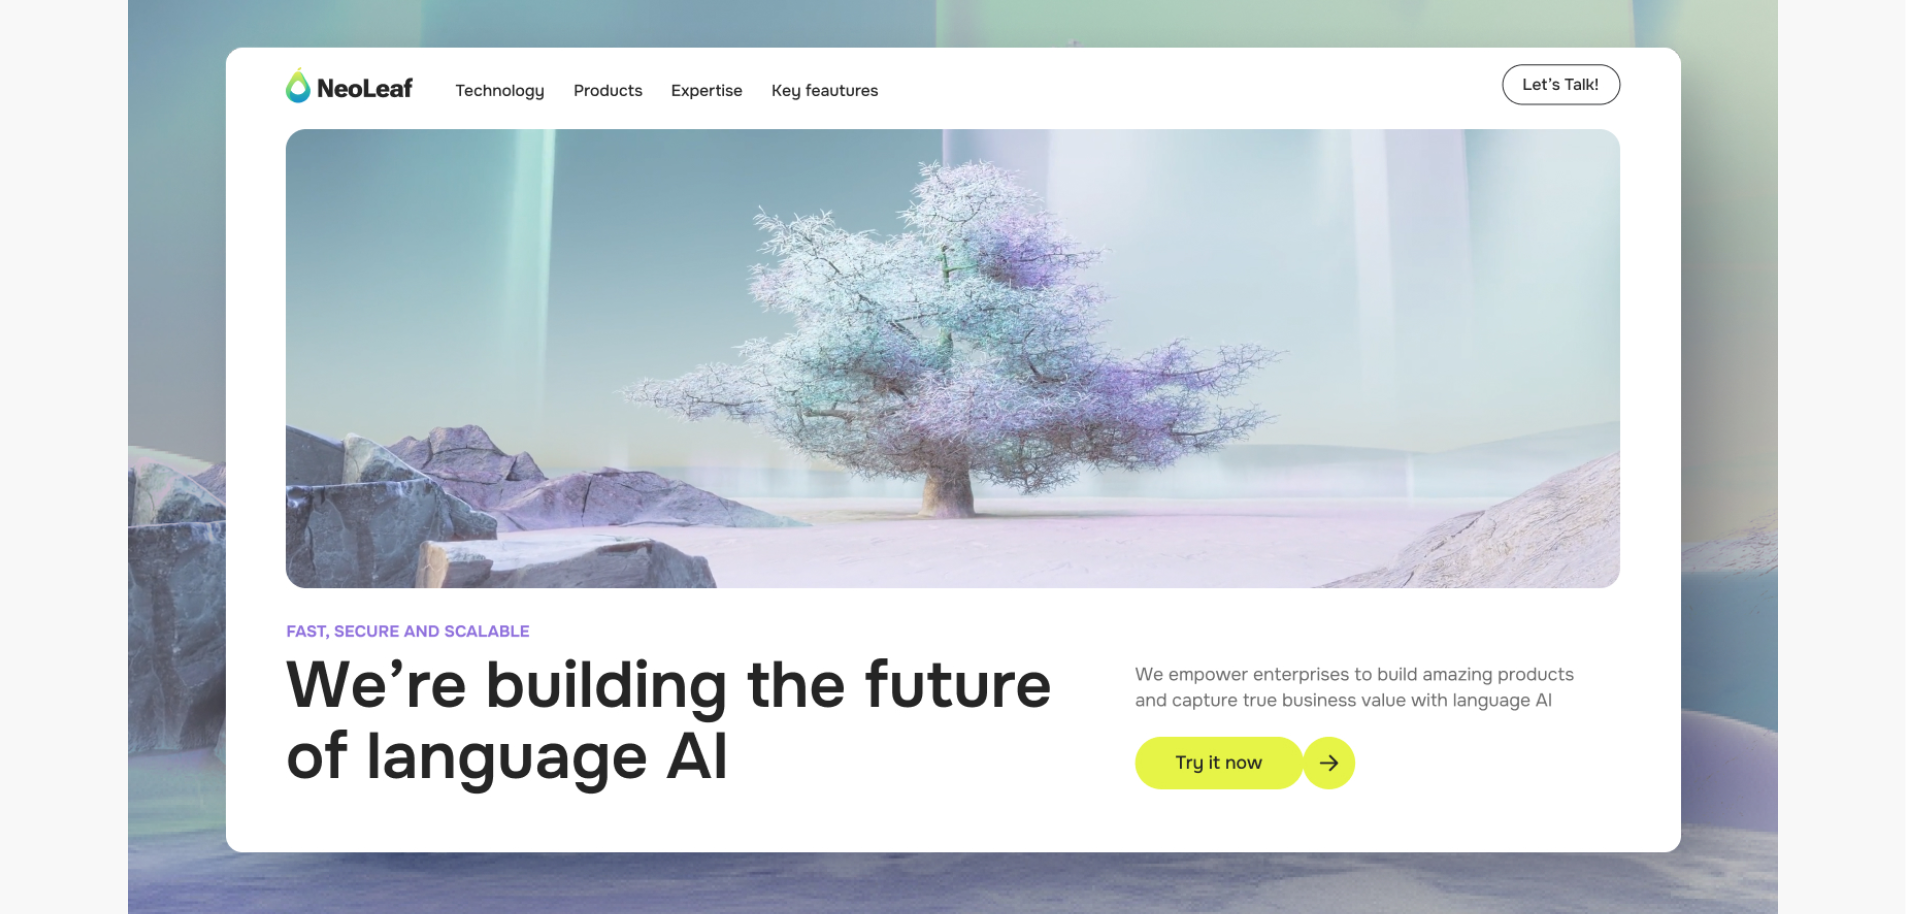 NeoLeaf
Technology
Products
Expertise
Key feautures
Let’s Talk!
FAST, SECURE AND SCALABLE
We’re building the future
of language AI
We empower enterprises to build amazing products
and capture true business value with language AI
Try it now